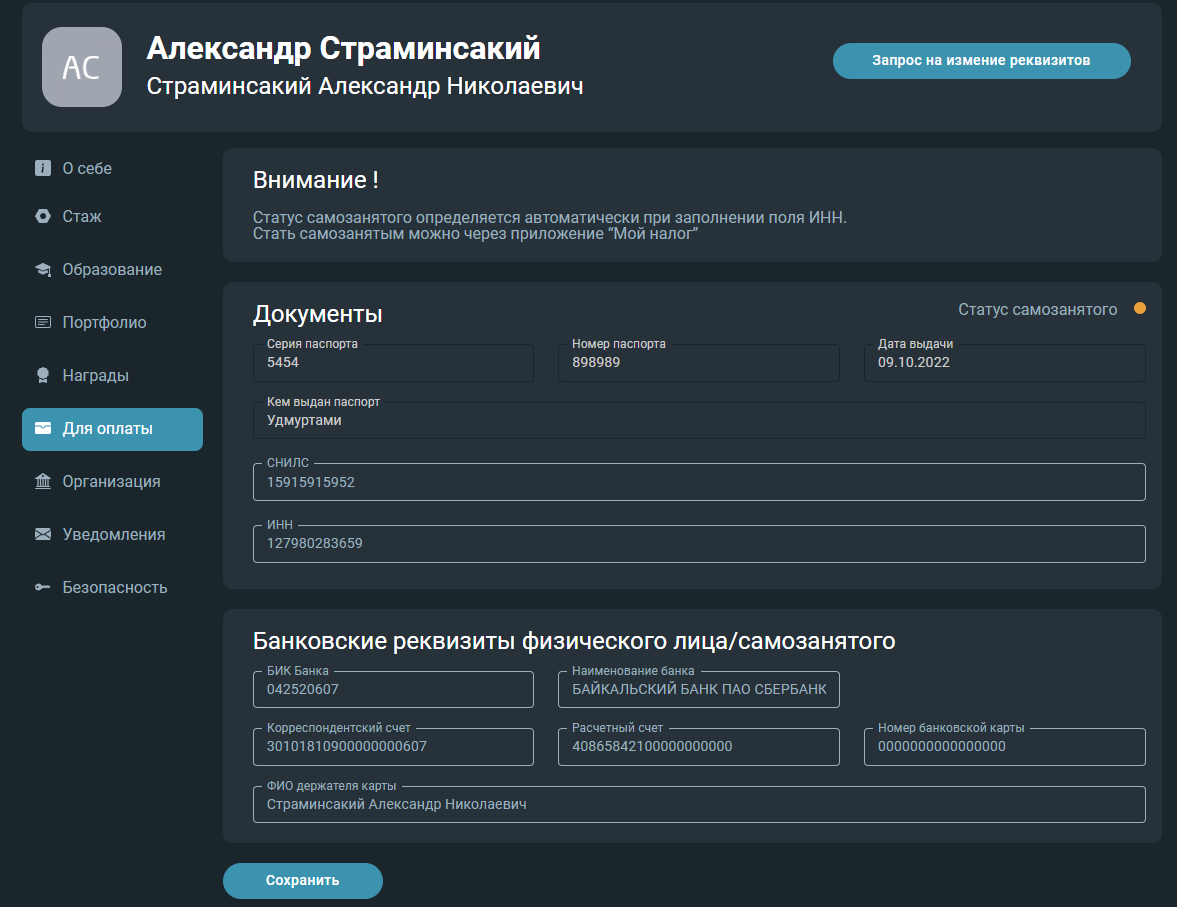 АС
Александр Страминсакий
Страминсакий Александр Николаевич
Запрос на измение реквизитов
О себе
Стаж
Образование
Портфолио
Награды
Для оплаты
Организация
Уведомления
Безопасность
Внимание !
Статус самозанятого определяется автоматически при заполнении поля ИНН.
Стать самозанятым можно через приложение “Мой налог”
Документы
Статус самозанятого
Серия паспорта
5454
Номер паспорта
898989
Дата выдачи
09.10.2022
Кем выдан паспорт
Удмуртами
СНИЛС
15915915952
ИНН
127980283659
Банковские реквизиты физического лица/самозанятого
БИК Банка
042520607
Наименование банка
БАЙКАЛЬСКИЙ БАНК ПАО СБЕРБАНК
Корреспондентский счет
30101810900000000607
Расчетный счет
40865842100000000000
Номер банковской карты
0000000000000000
ФИО держателя карты
Страминсакий Александр Николаевич
Сохранить